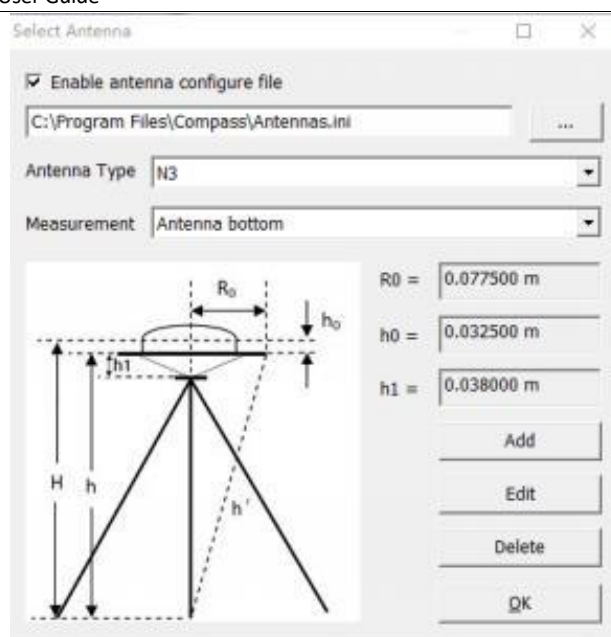 User Guide
Select Antenna
Enable antenna configure file
C:\Program Files\Compass\Antennas.ini
...
Antenna Type N3
Measurement Antenna bottom
R0 = 0.077500 m
h0 = 0.032500 m
h1 = 0.038000 m
R₀
h₀
h1
H
h
h'
Add
Edit
Delete
OK